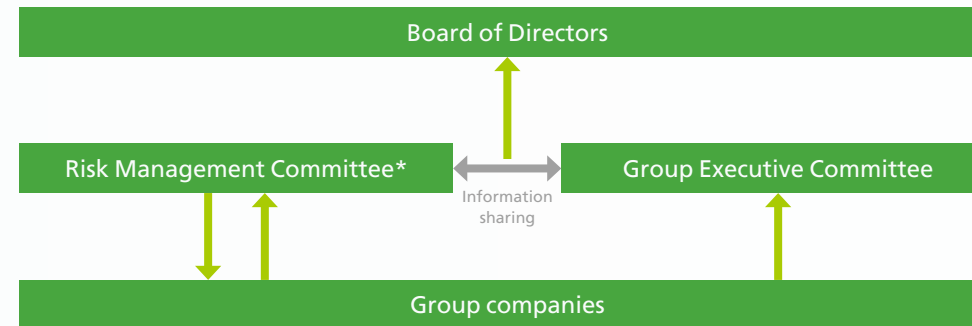 Board of Directors
Risk Management Committee*
Group Executive Committee
Information
sharing
Group companies